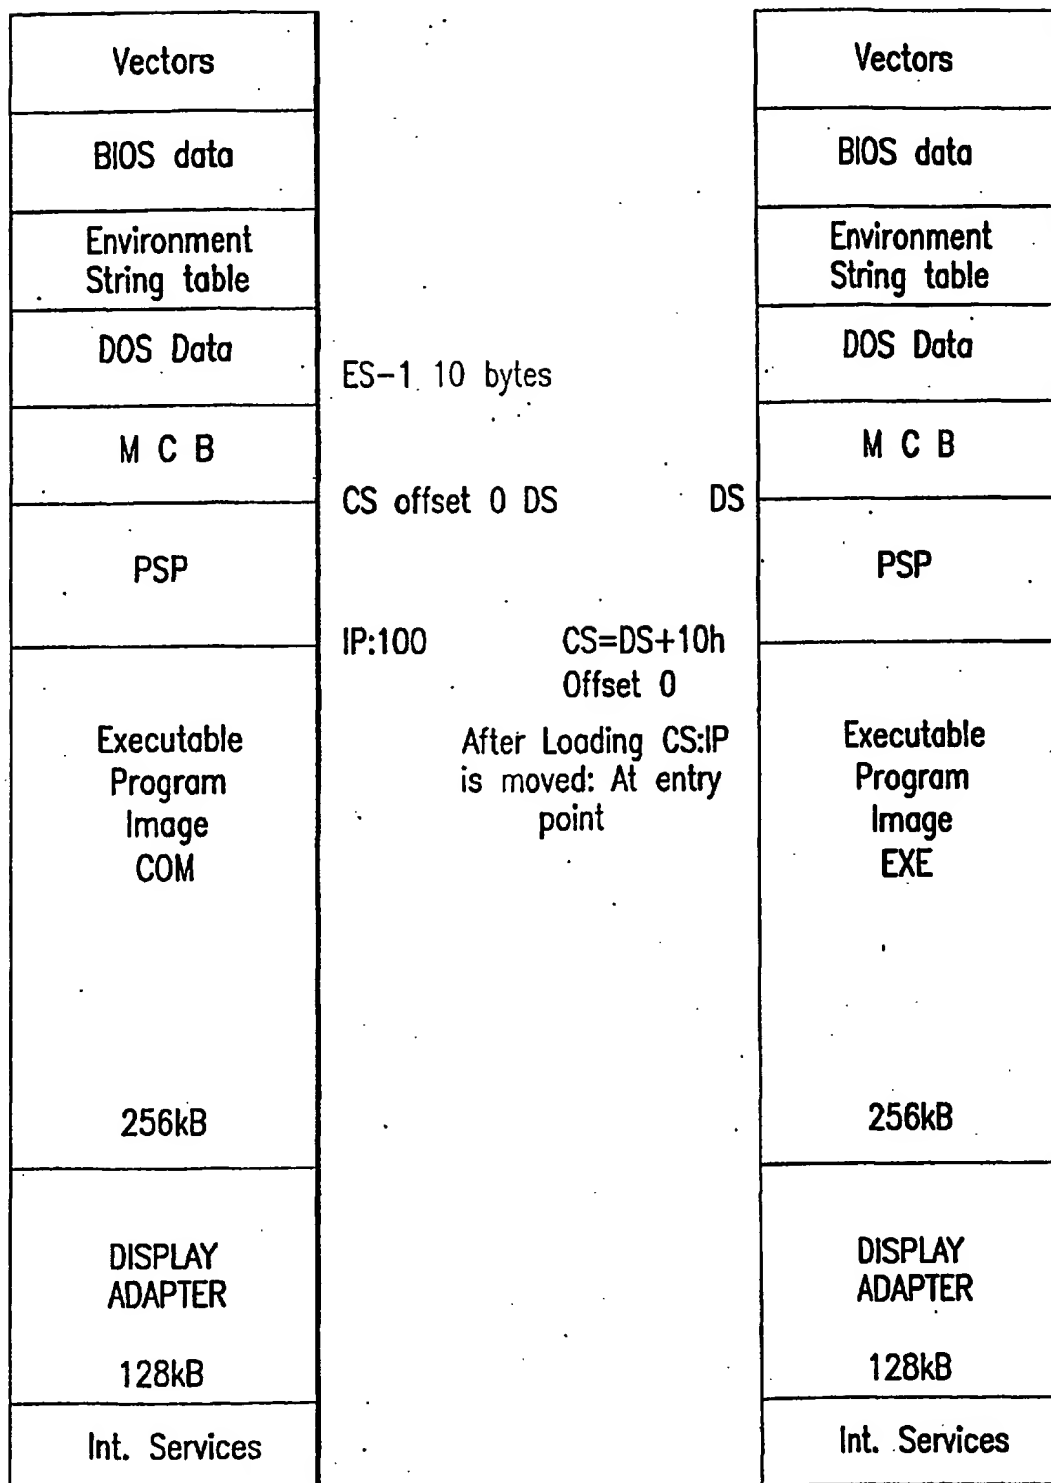 Vectors
BIOS data
Environment
String table
DOS Data
M C B
PSP
Executable
Program
Image
COM
256kB
DISPLAY
ADAPTER
128kB
Int. Services
ES-1 10 bytes
CS offset 0 DS
IP:100
DS
CS=DS+10h
Offset 0
After Loading CS:IP
is moved: At entry
point
Vectors
BIOS data
Environment
String table
DOS Data
M C B
PSP
Executable
Program
Image
EXE
256kB
DISPLAY
ADAPTER
128kB
Int. Services